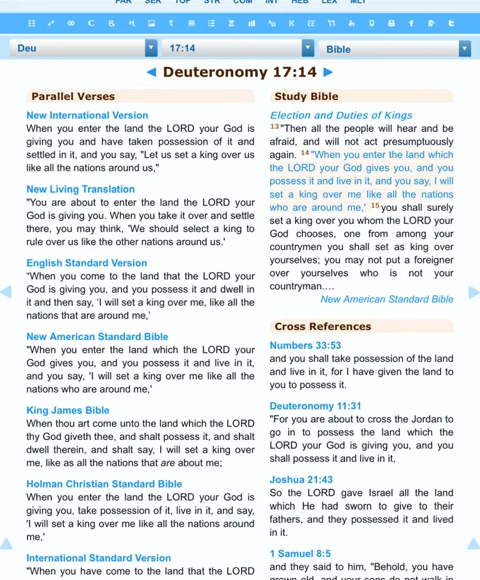 PAR SER TOP STR COM INT HEB LEX MLT
Deu
17:14
Bible
Deuteronomy 17:14
Parallel Verses
New International Version
When you enter the land the LORD your God is
giving you and have taken possession of it and
settled in it, and you say, "Let us set a king over us
like all the nations around us,"
New Living Translation
"You are about to enter the land the LORD your
God is giving you. When you take it over and settle
there, you may think, 'We should select a king to
rule over us like the other nations around us.'
English Standard Version
“When you come to the land that the LORD your
God is giving you, and you possess it and dwell in
it and then say, ‘I will set a king over me, like all the
nations that are around me,’
New American Standard Bible
"When you enter the land which the LORD your
God gives you, and you possess it and live in it,
and you say, 'I will set a king over me like all the
nations who are around me,'
King James Bible
When thou art come unto the land which the LORD
thy God giveth thee, and shalt possess it, and shalt
dwell therein, and shalt say, I will set a king over
me, like as all the nations that are about me;
Holman Christian Standard Bible
When you enter the land the LORD your God is
giving you, take possession of it, live in it, and say,
'I will set a king over me like all the nations around
me,'
International Standard Version
"When you have come to the land that the LORD
Study Bible
Election and Duties of Kings
13"Then all the people will hear and be
afraid, and will not act presumptuously
again. 14"When you enter the land which
the LORD your God gives you, and you
possess it and live in it, and you say, I will
set a king over me like all the nations
who are around me,' 15you shall surely
set a king over you whom the LORD your
God chooses, one from among your
countrymen you shall set as king over
yourselves; you may not put a foreigner
over yourselves who is not your
countryman.…
New American Standard Bible
Cross References
Numbers 33:53
and you shall take possession of the land
and live in it, for I have given the land to
you to possess it.
Deuteronomy 11:31
"For you are about to cross the Jordan to
go in to possess the land which the
LORD your God is giving you, and you
shall possess it and live in it,
Joshua 21:43
So the LORD gave Israel all the land
which He had sworn to give to their
fathers, and they possessed it and lived
in it.
1 Samuel 8:5
and they said to him, "Behold, you have
grown old, and your sons do not walk in